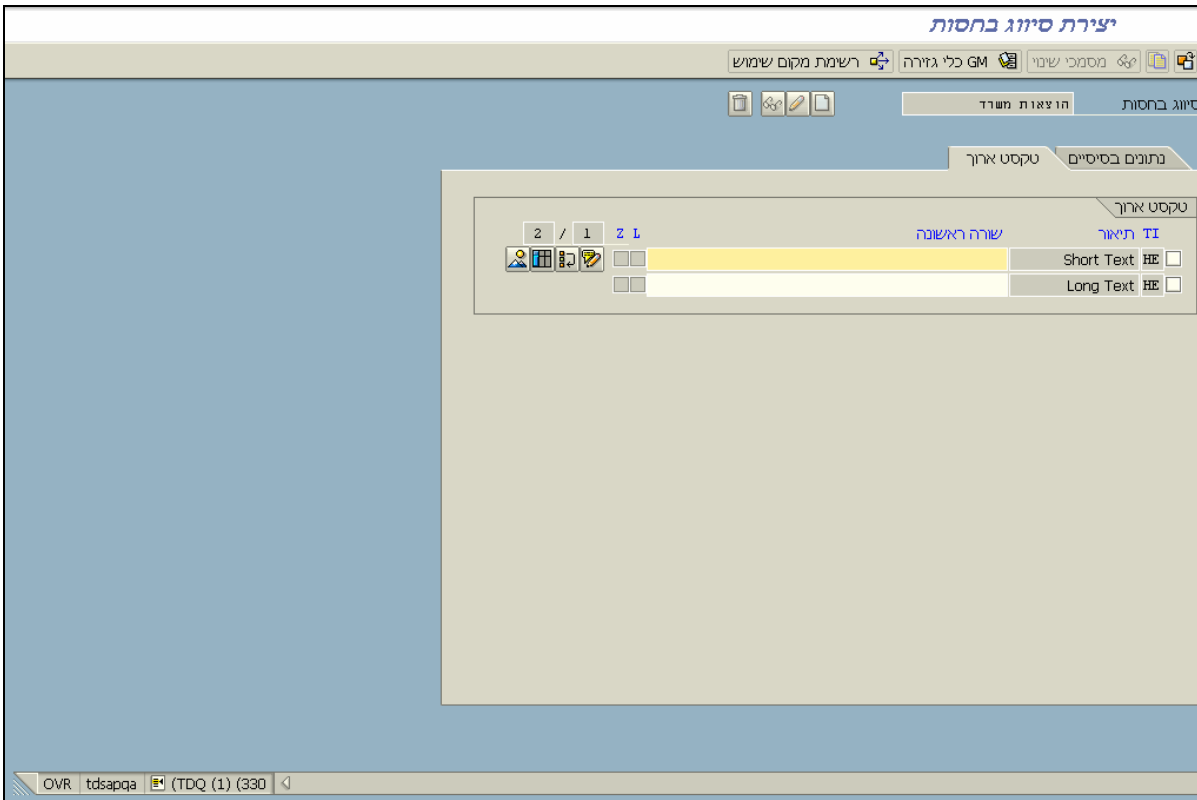 יצירת סיווג בחסות
מסמכי שינוי GM כלי גזירה רשימת מקום שימוש
סיווג בחסות הוצאות משרד
נתונים בסיסיים טקסט ארוך
טקסט ארוך
TI תיאור שורה ראשונה L Z 1 / 2
HE Short Text
HE Long Text
OVR tdsapqa (TDQ (1) (330